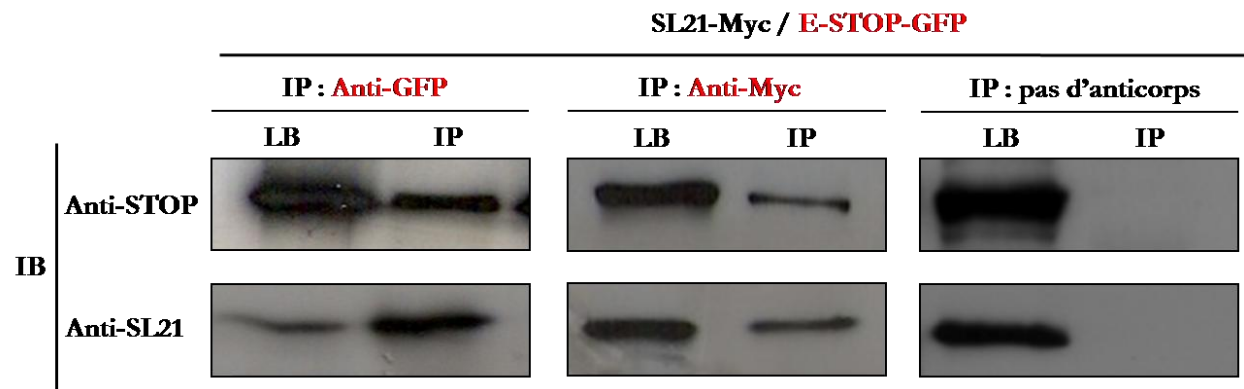 SL21-Myc / E-STOP-GFP
IP : Anti-GFP IP : Anti-Myc IP : pas d'anticorps
LB IP LB IP LB IP
Anti-STOP
IB
Anti-SL21